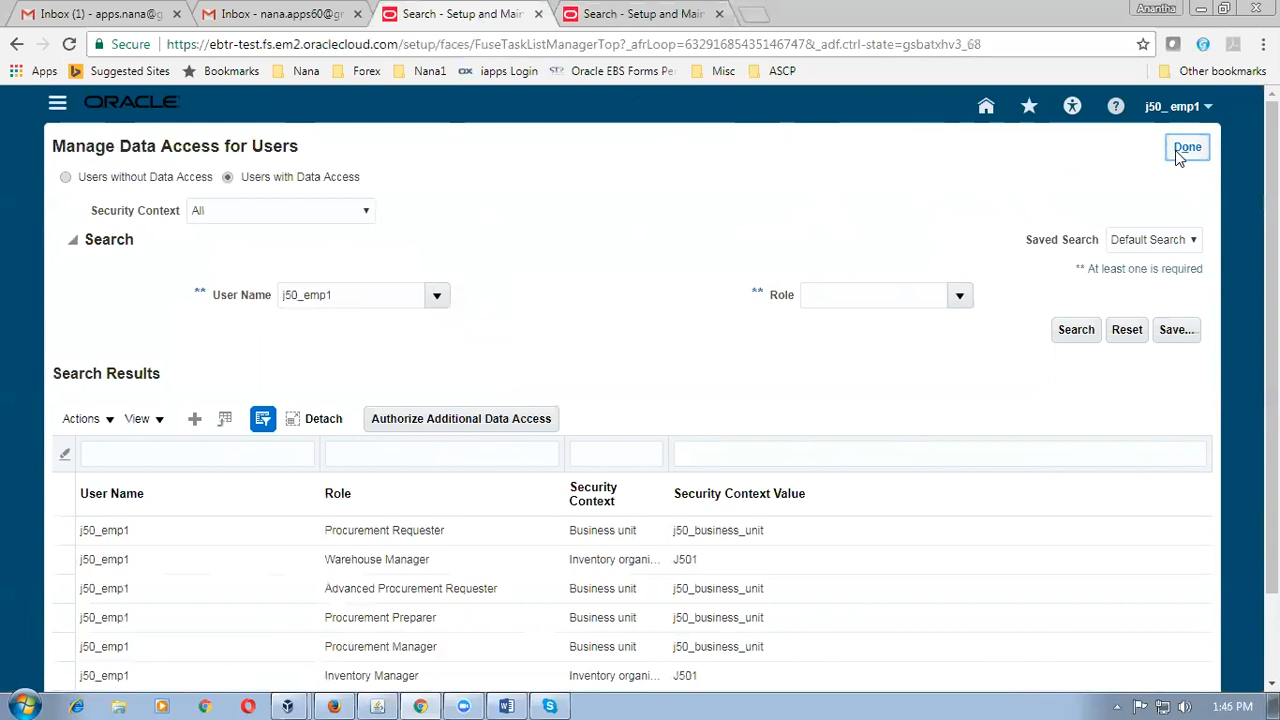 Inbox (1) - appsnana@g
Inbox - nana.apps60@gr
Search - Setup and Main
Search - Setup and Main
Anantha
Secure
https://ebtr-test.fs.em2.oraclecloud.com/setup/faces/FuseTaskListManagerTop?_afrLoop=63291685435146747&_adf.ctrl-state=gsbatxhv3_68
Apps
Suggested Sites
Bookmarks
Nana
Forex
Nana1
iapps Login
Oracle EBS Forms Per
Misc
ASCP
Other bookmarks
ORACLE
j50_emp1
Manage Data Access for Users
Done
Users without Data Access
Users with Data Access
Security Context
All
Search
Saved Search
Default Search
** At least one is required
** User Name
j50_emp1
** Role
Search
Reset
Save...
Search Results
Actions
View
Detach
Authorize Additional Data Access
User Name Role Security Context Security Context Value
j50_emp1 Procurement Requester Business unit j50_business_unit
j50_emp1 Warehouse Manager Inventory organi... J501
j50_emp1 Advanced Procurement Requester Business unit j50_business_unit
j50_emp1 Procurement Preparer Business unit j50_business_unit
j50_emp1 Procurement Manager Business unit j50_business_unit
j50_emp1 Inventory Manager Inventory organi... J501
1:46 PM